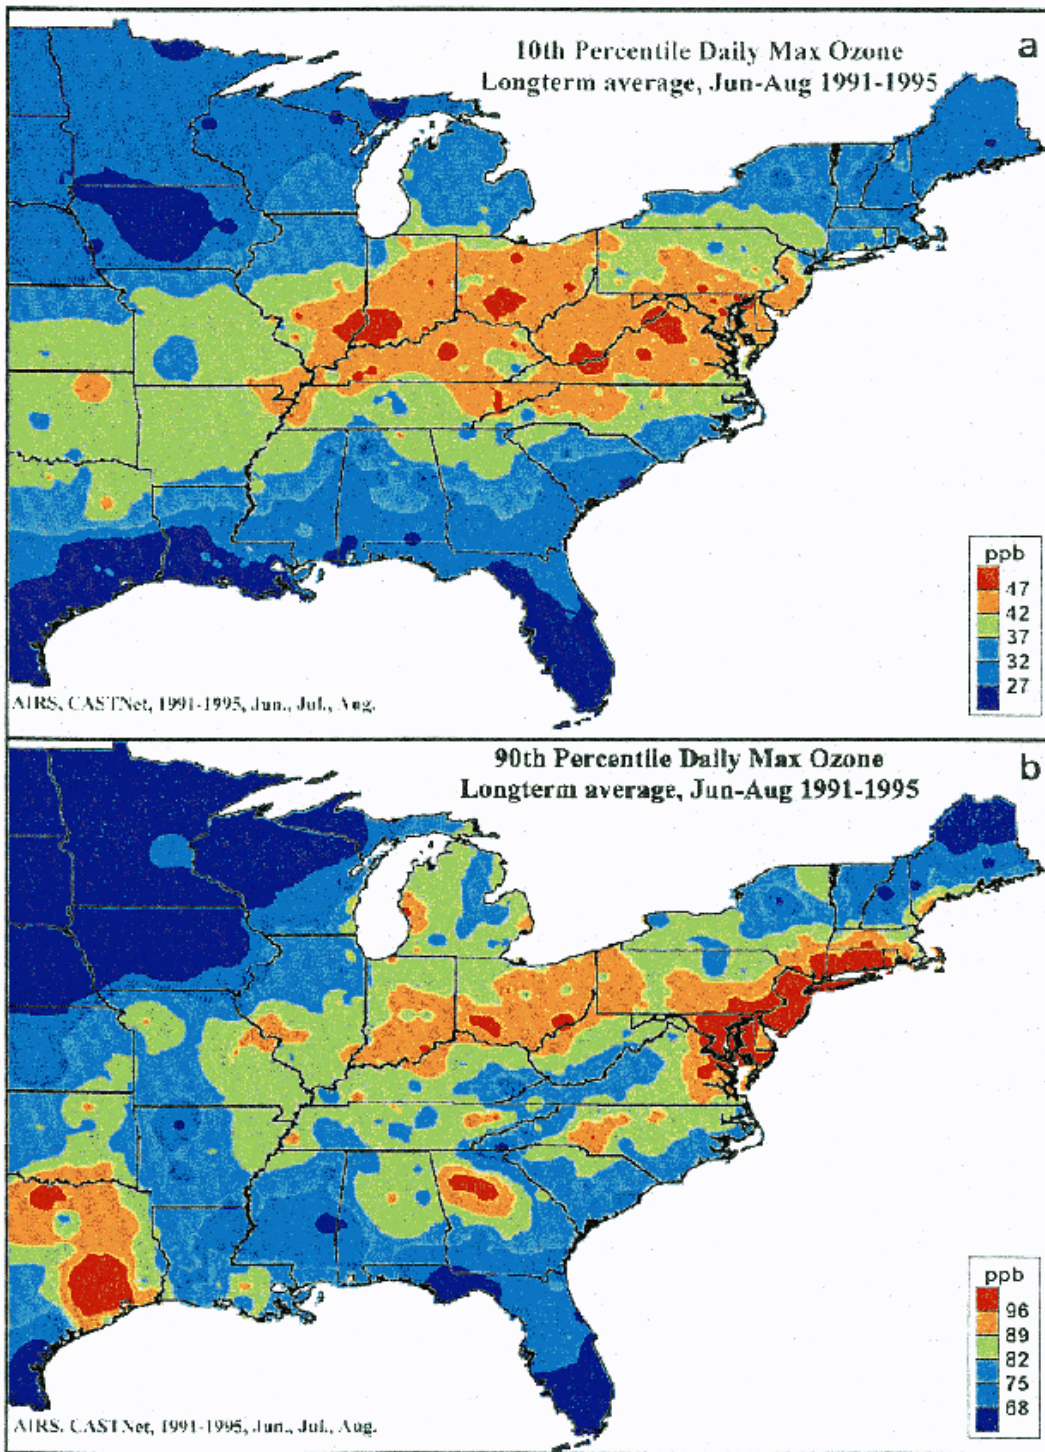 a
10th Percentile Daily Max Ozone
Longterm average, Jun-Aug 1991-1995
ppb
47
42
37
32
27
AIRS, CASTNet, 1991-1995, Jun., Jul., Aug.
b
90th Percentile Daily Max Ozone
Longterm average, Jun-Aug 1991-1995
ppb
96
89
82
75
68
AIRS, CASTNet, 1991-1995, Jun., Jul., Aug.